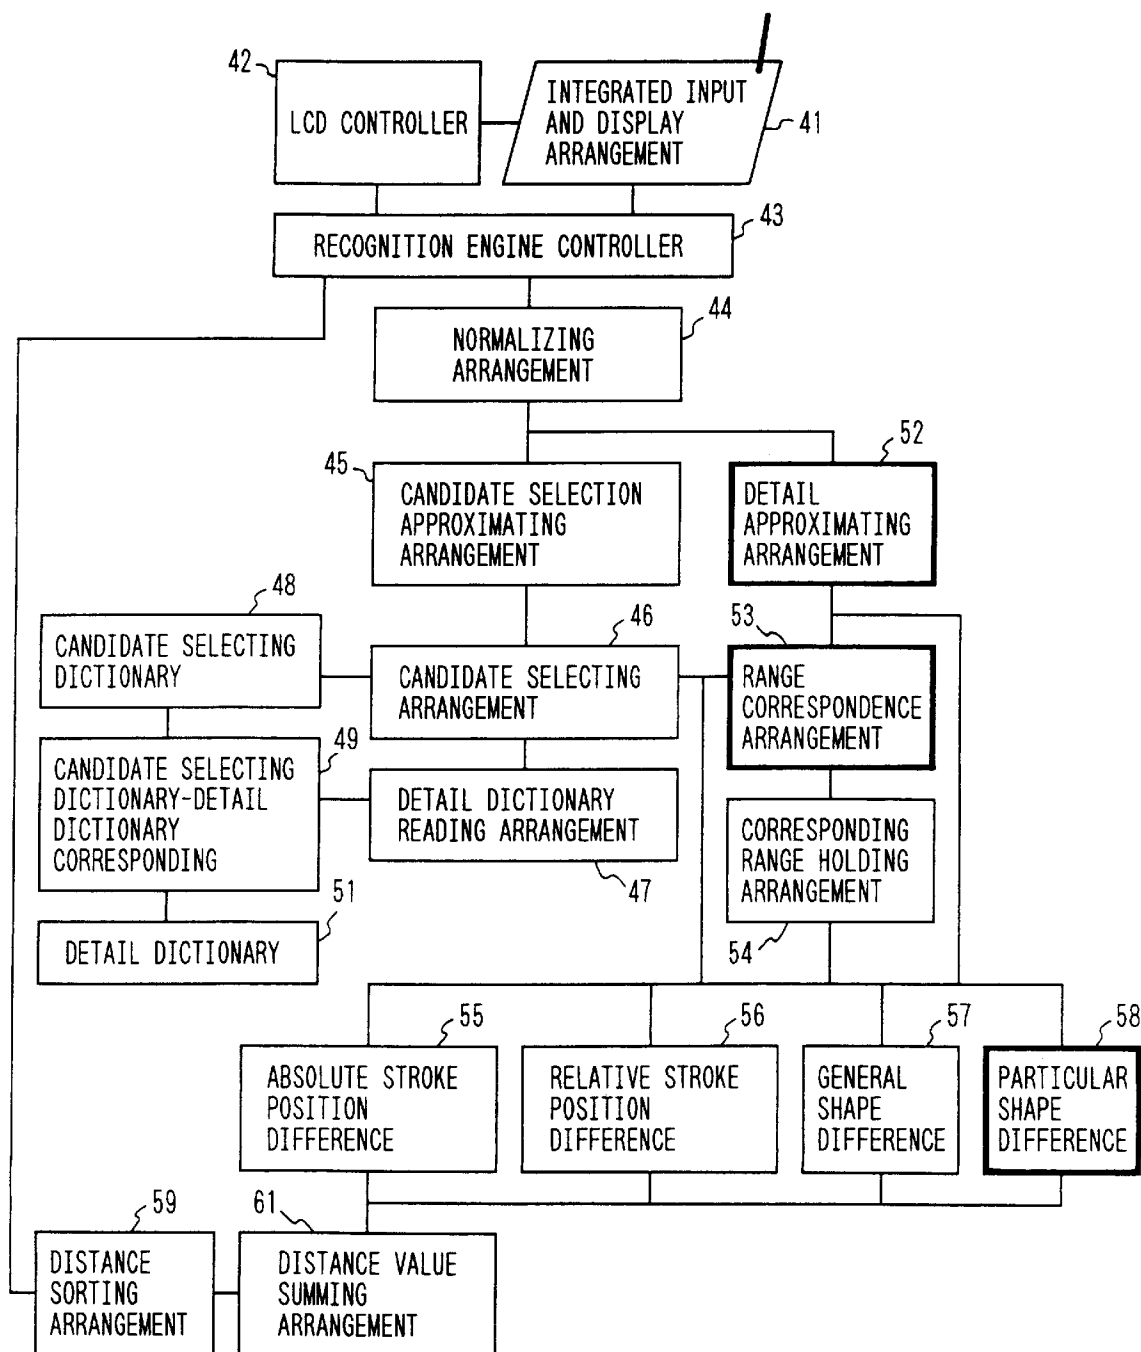 42
LCD CONTROLLER
INTEGRATED INPUT
AND DISPLAY
ARRANGEMENT
41
43
RECOGNITION ENGINE CONTROLLER
44
NORMALIZING
ARRANGEMENT
45
CANDIDATE SELECTION
APPROXIMATING
ARRANGEMENT
52
DETAIL
APPROXIMATING
ARRANGEMENT
48
CANDIDATE SELECTING
DICTIONARY
46
CANDIDATE SELECTING
ARRANGEMENT
53
RANGE
CORRESPONDENCE
ARRANGEMENT
49
CANDIDATE SELECTING
DICTIONARY-DETAIL
DICTIONARY
CORRESPONDING
DETAIL DICTIONARY
READING ARRANGEMENT
47
CORRESPONDING
RANGE HOLDING
ARRANGEMENT
54
51
DETAIL DICTIONARY
55
ABSOLUTE STROKE
POSITION
DIFFERENCE
56
RELATIVE STROKE
POSITION
DIFFERENCE
57
GENERAL
SHAPE
DIFFERENCE
58
PARTICULAR
SHAPE
DIFFERENCE
59
DISTANCE
SORTING
ARRANGEMENT
61
DISTANCE VALUE
SUMMING
ARRANGEMENT